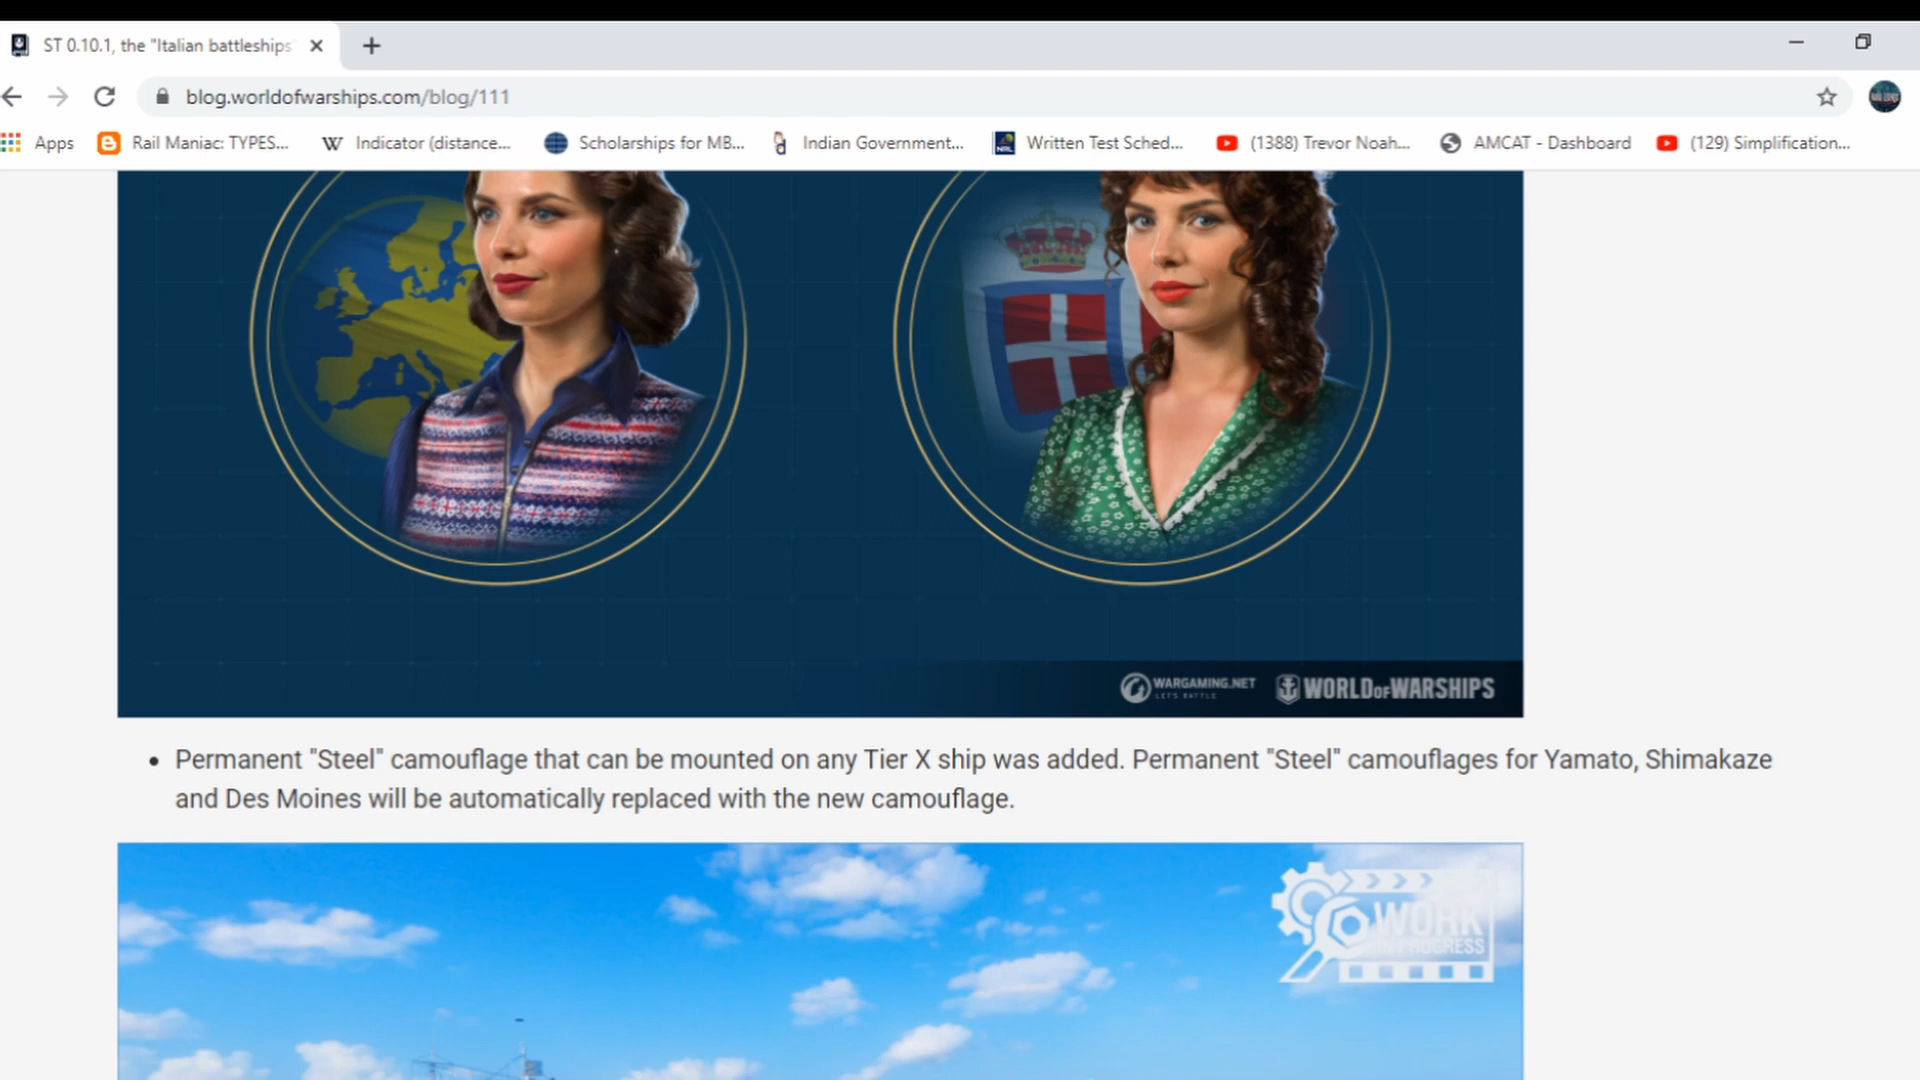 ST 0.10.1, the "Italian battleships"
blog.worldofwarships.com/blog/111
Apps
Rail Maniac: TYPES...
Indicator (distance...
Scholarships for MB...
Indian Government...
NRL
Written Test Sched...
(1388) Trevor Noah...
AMCAT - Dashboard
(129) Simplification...
WARGAMING.NET
LET'S BATTLE
WORLD OF WARSHIPS
Permanent "Steel" camouflage that can be mounted on any Tier X ship was added. Permanent "Steel" camouflages for Yamato, Shimakaze
and Des Moines will be automatically replaced with the new camouflage.
WORK
IN PROGRESS